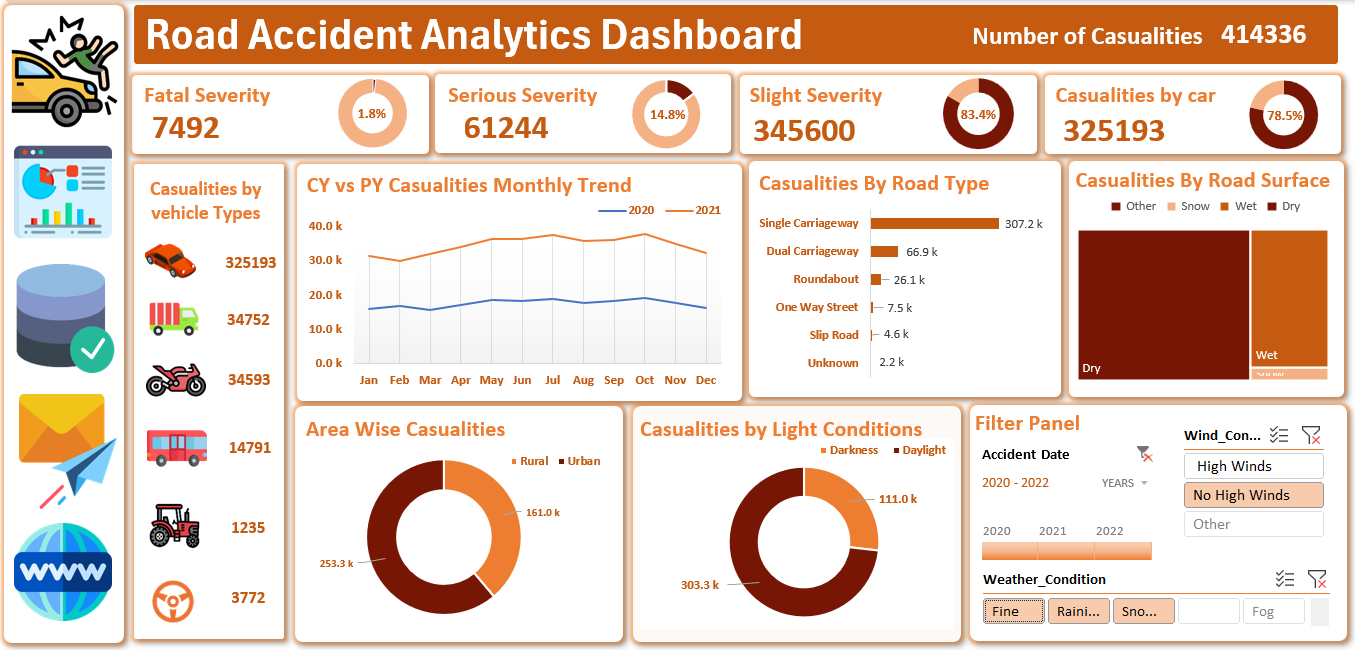 Road Accident Analytics Dashboard
Number of Casualities 414336
Fatal Severity
7492
1.8%
Serious Severity
61244
14.8%
Slight Severity
345600
83.4%
Casualities by car
325193
78.5%
Casualities by
vehicle Types
325193
34752
34593
14791
1235
3772
WWW
CY vs PY Casualities Monthly Trend
2020 2021
40.0 k
30.0 k
20.0 k
10.0 k
0.0 k
Jan Feb Mar Apr May Jun Jul Aug Sep Oct Nov Dec
Casualities By Road Type
Single Carriageway 307.2 k
Dual Carriageway 66.9 k
Roundabout 26.1 k
One Way Street 7.5 k
Slip Road 4.6 k
Unknown 2.2 k
Casualities By Road Surface
Other Snow Wet Dry
Dry
Wet
Area Wise Casualities
Rural Urban
161.0 k
253.3 k
Casualities by Light Conditions
Darkness Daylight
111.0 k
303.3 k
Filter Panel
Accident Date
2020 - 2022 YEARS
2020 2021 2022
Wind_Con...
High Winds
No High Winds
Other
Weather_Condition
Fine Raini... Sno... Fog